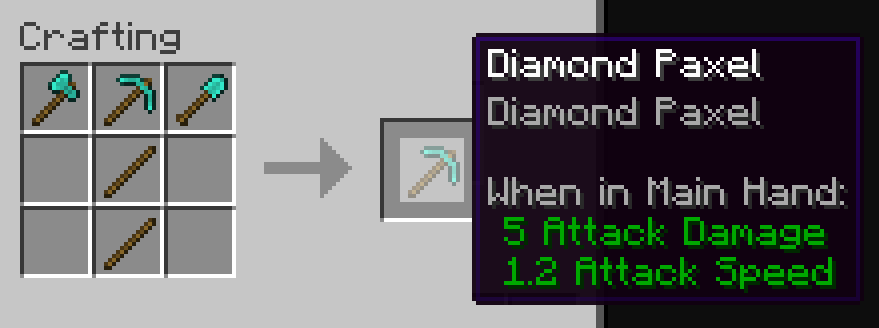 Crafting
Diamond Paxel
Diamond Paxel
When in Main Hand:
5 Attack Damage
1.2 Attack Speed